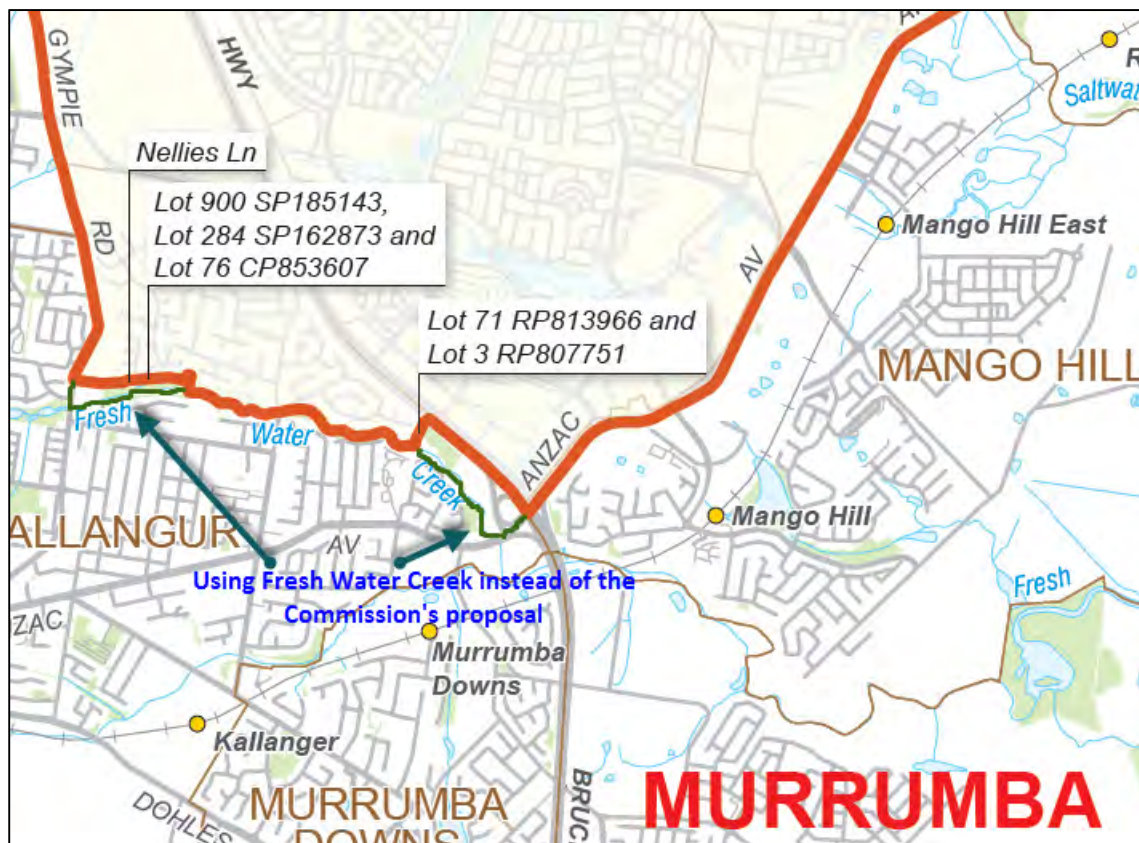 GYMPIE
HWY
R
Saltwat
Nellies Ln
Lot 900 SP185143,
Lot 284 SP162873 and
Lot 76 CP853607
RD
AV
Mango Hill East
Lot 71 RP813966 and
Lot 3 RP807751
MANGO HILL
Fresh
Water
Creek
ANZAC
ALLANGUR
AV
Mango Hill
Using Fresh Water Creek instead of the
Commission's proposal
Fresh
ZAC
Murrumba
Downs
Kallanger
MURRUMBA
DOWNS
DOHLES
BRUC
MURRUMBA